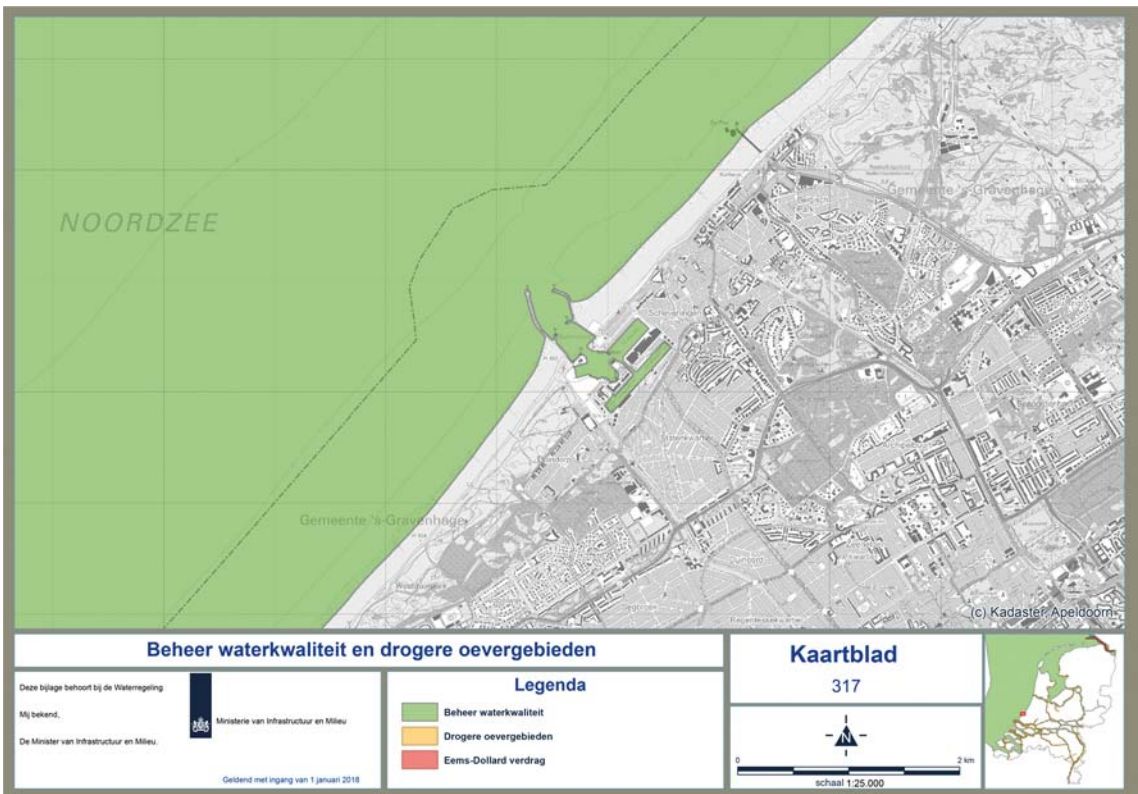 NOORDZEE
Gemeente 's-Gravenhage
Scheveningen
Statenkwartier
Gemeente 's-Gravenhage
(c) Kadaster, Apeldoorn
Beheer waterkwaliteit en drogere oevergebieden
Deze bijlage behoort bij de Waterregeling
Mij bekend,
De Minister van Infrastructuur en Milieu.
Ministerie van Infrastructuur en Milieu
Geldend met ingang van 1 januari 2018
Legenda
Beheer waterkwaliteit
Drogere oevergebieden
Eems-Dollard verdrag
Kaartblad
317
N
0 2 km
schaal 1:25.000